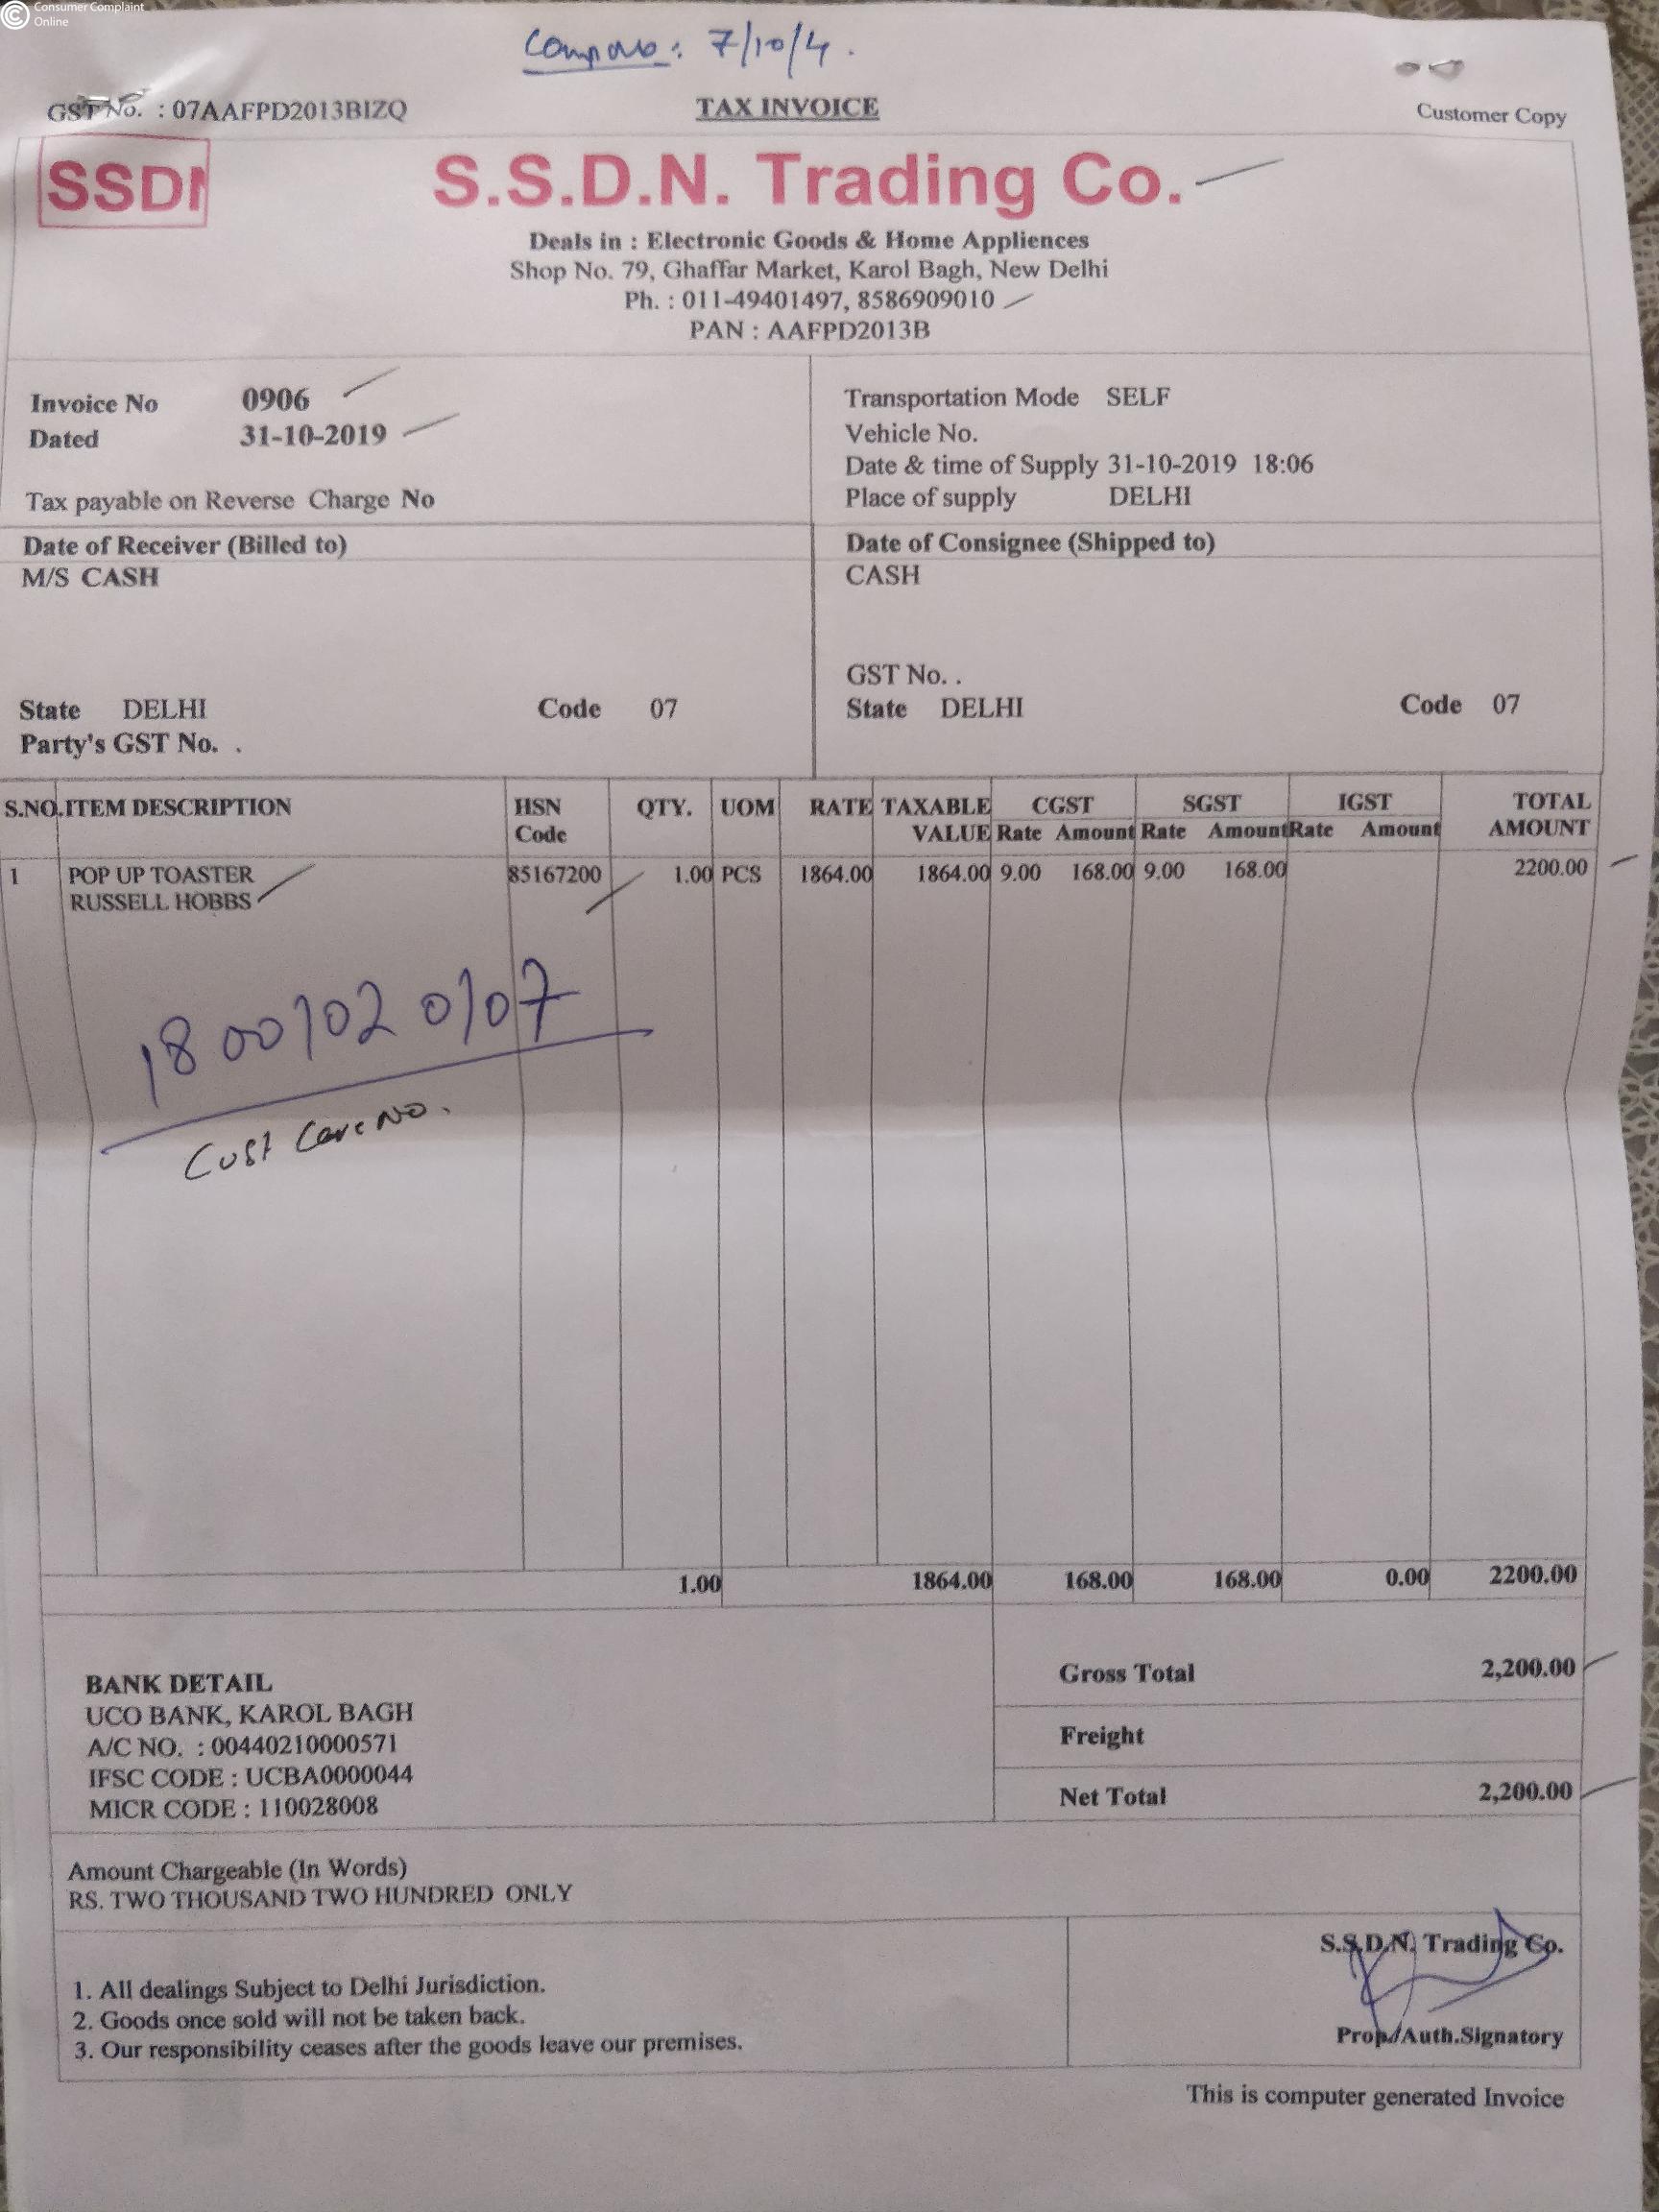 Consumer Complaint
Online
Comp No: 7/10/4.
GST No. : 07AAFPD2013BIZQ TAX INVOICE Customer Copy
SSDN S.S.D.N. Trading Co.
Deals in : Electronic Goods & Home Appliences
Shop No. 79, Ghaffar Market, Karol Bagh, New Delhi
Ph. : 011-49401497, 8586909010
PAN : AAFPD2013B
Invoice No 0906 Transportation Mode SELF
Dated 31-10-2019 Vehicle No.
Date & time of Supply 31-10-2019 18:06
Tax payable on Reverse Charge No Place of supply DELHI
Date of Receiver (Billed to) Date of Consignee (Shipped to)
M/S CASH CASH
GST No. .
State DELHI Code 07 State DELHI Code 07
Party's GST No. .
S.NO. ITEM DESCRIPTION HSN QTY. UOM RATE TAXABLE CGST SGST IGST TOTAL
Code VALUE Rate Amount Rate Amount Rate Amount AMOUNT
1 POP UP TOASTER 85167200 1.00 PCS 1864.00 1864.00 9.00 168.00 9.00 168.00 2200.00
RUSSELL HOBBS
18001020107
Cust Care No.
1.00 1864.00 168.00 168.00 0.00 2200.00
BANK DETAIL Gross Total 2,200.00
UCO BANK, KAROL BAGH
A/C NO. : 00440210000571 Freight
IFSC CODE : UCBA0000044
MICR CODE : 110028008 Net Total 2,200.00
Amount Chargeable (In Words)
RS. TWO THOUSAND TWO HUNDRED ONLY
S.S.D.N. Trading Co.
1. All dealings Subject to Delhi Jurisdiction.
2. Goods once sold will not be taken back.
3. Our responsibility ceases after the goods leave our premises. Prop./Auth.Signatory
This is computer generated Invoice